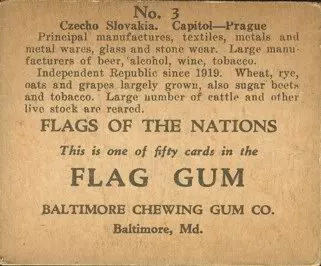 No. 3
Czecho Slovakia. Capitol—Prague
Principal manufactures, textiles, metals and
metal wares, glass and stone wear. Large manu-
facturers of beer, alcohol, wine, tobacco.
Independent Republic since 1919. Wheat, rye,
oats and grapes largely grown, also sugar beets
and tobacco. Large number of cattle and other
live stock are reared.
FLAGS OF THE NATIONS
This is one of fifty cards in the
FLAG GUM
BALTIMORE CHEWING GUM CO.
Baltimore, Md.